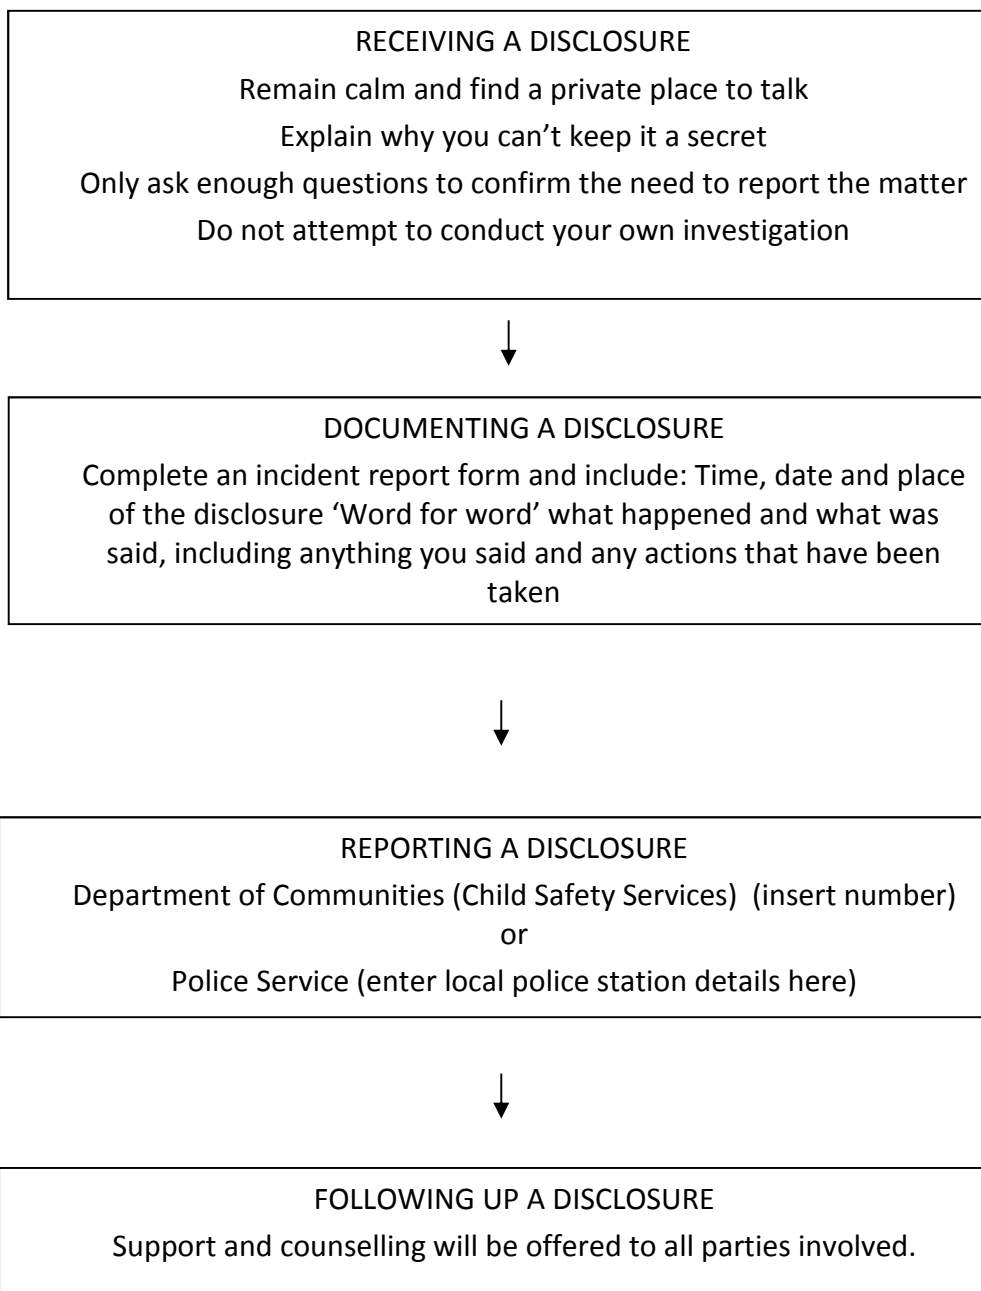 RECEIVING A DISCLOSURE
Remain calm and find a private place to talk
Explain why you can’t keep it a secret
Only ask enough questions to confirm the need to report the matter
Do not attempt to conduct your own investigation
DOCUMENTING A DISCLOSURE
Complete an incident report form and include: Time, date and place
of the disclosure ‘Word for word’ what happened and what was
said, including anything you said and any actions that have been
taken
REPORTING A DISCLOSURE
Department of Communities (Child Safety Services)  (insert number)
or
Police Service (enter local police station details here)
FOLLOWING UP A DISCLOSURE
Support and counselling will be offered to all parties involved.